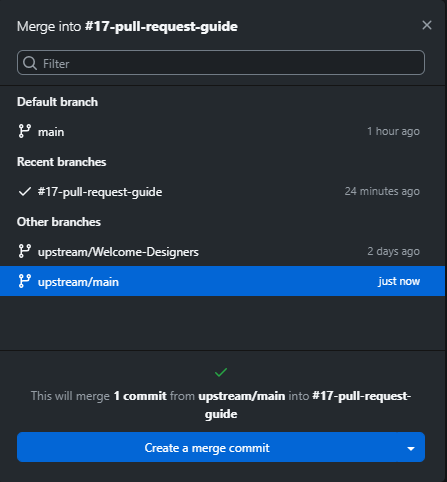 Merge into #17-pull-request-guide
Filter
Default branch
main 1 hour ago
Recent branches
#17-pull-request-guide 24 minutes ago
Other branches
upstream/Welcome-Designers 2 days ago
upstream/main just now
This will merge 1 commit from upstream/main into #17-pull-request-
guide
Create a merge commit